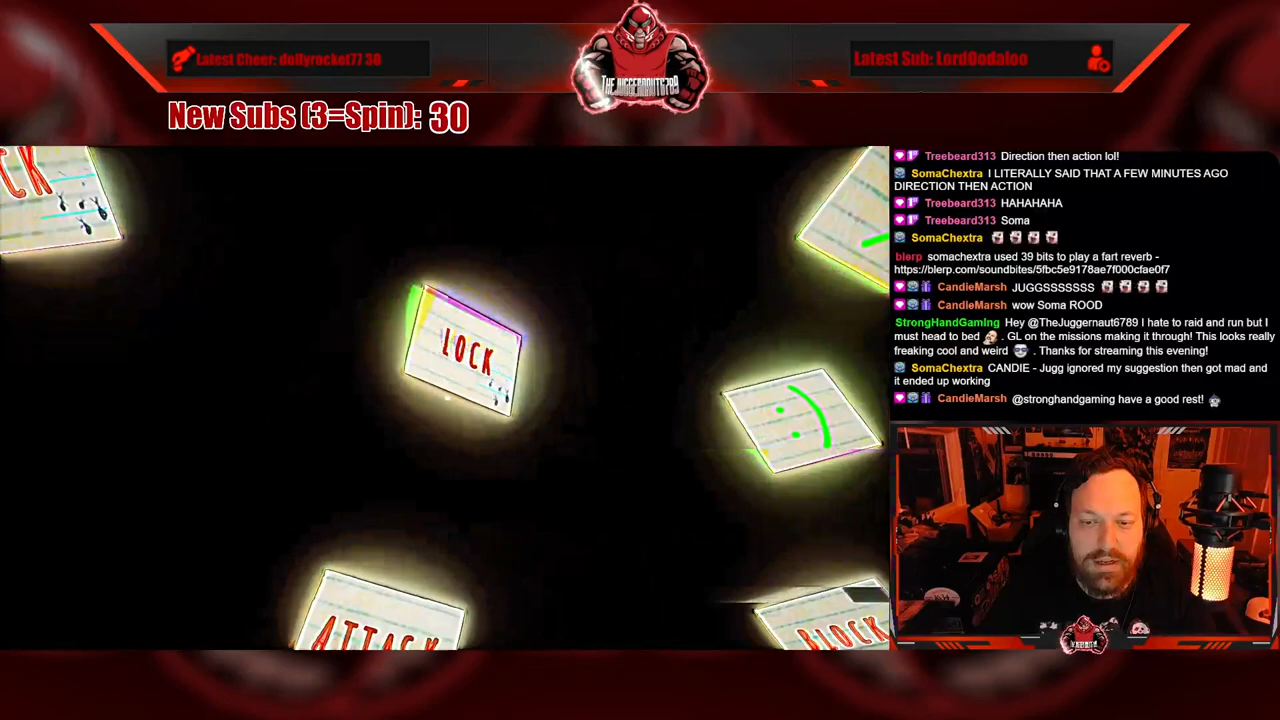 Latest Cheer: dollyrocket77 30
THEJUGGERNAUT6789
Latest Sub: LordOodaloo
New Subs (3=Spin): 30
CK
LOCK
ATTACK
BLOCK
Treebeard313 Direction then action lol!
SomaChextra I LITERALLY SAID THAT A FEW MINUTES AGO
DIRECTION THEN ACTION
Treebeard313 HAHAHAHA
Treebeard313 Soma
SomaChextra
blerp somachextra used 39 bits to play a fart reverb -
https://blerp.com/soundbites/5fbc5e9178ae7f000cfae0f7
CandieMarsh JUGGSSSSSSS
CandieMarsh wow Soma ROOD
StrongHandGaming Hey @TheJuggernaut6789 I hate to raid and run but I
must head to bed . GL on the missions making it through! This looks really
freaking cool and weird . Thanks for streaming this evening!
SomaChextra CANDIE - Jugg ignored my suggestion then got mad and
it ended up working
CandieMarsh @stronghandgaming have a good rest!